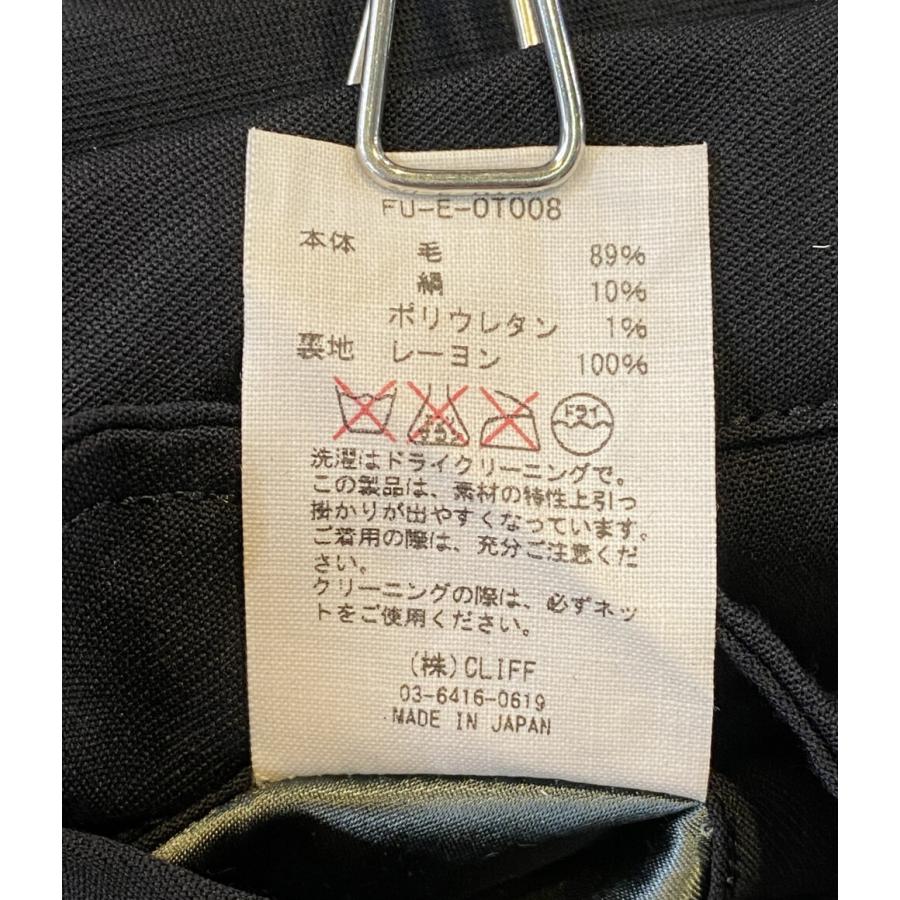 FU-E-OT008
本体 毛 89%
絹 10%
ポリウレタン 1%
裏地 レーヨン 100%
エンソ ドライ
洗濯はドライクリーニングで。
この製品は、素材の特性上引っ
掛かりが出やすくなっています。
ご着用の際は、充分ご注意くだ
さい。
クリーニングの際は、必ずネッ
トをご使用ください。
(株)CLIFF
03-6416-0619
MADE IN JAPAN